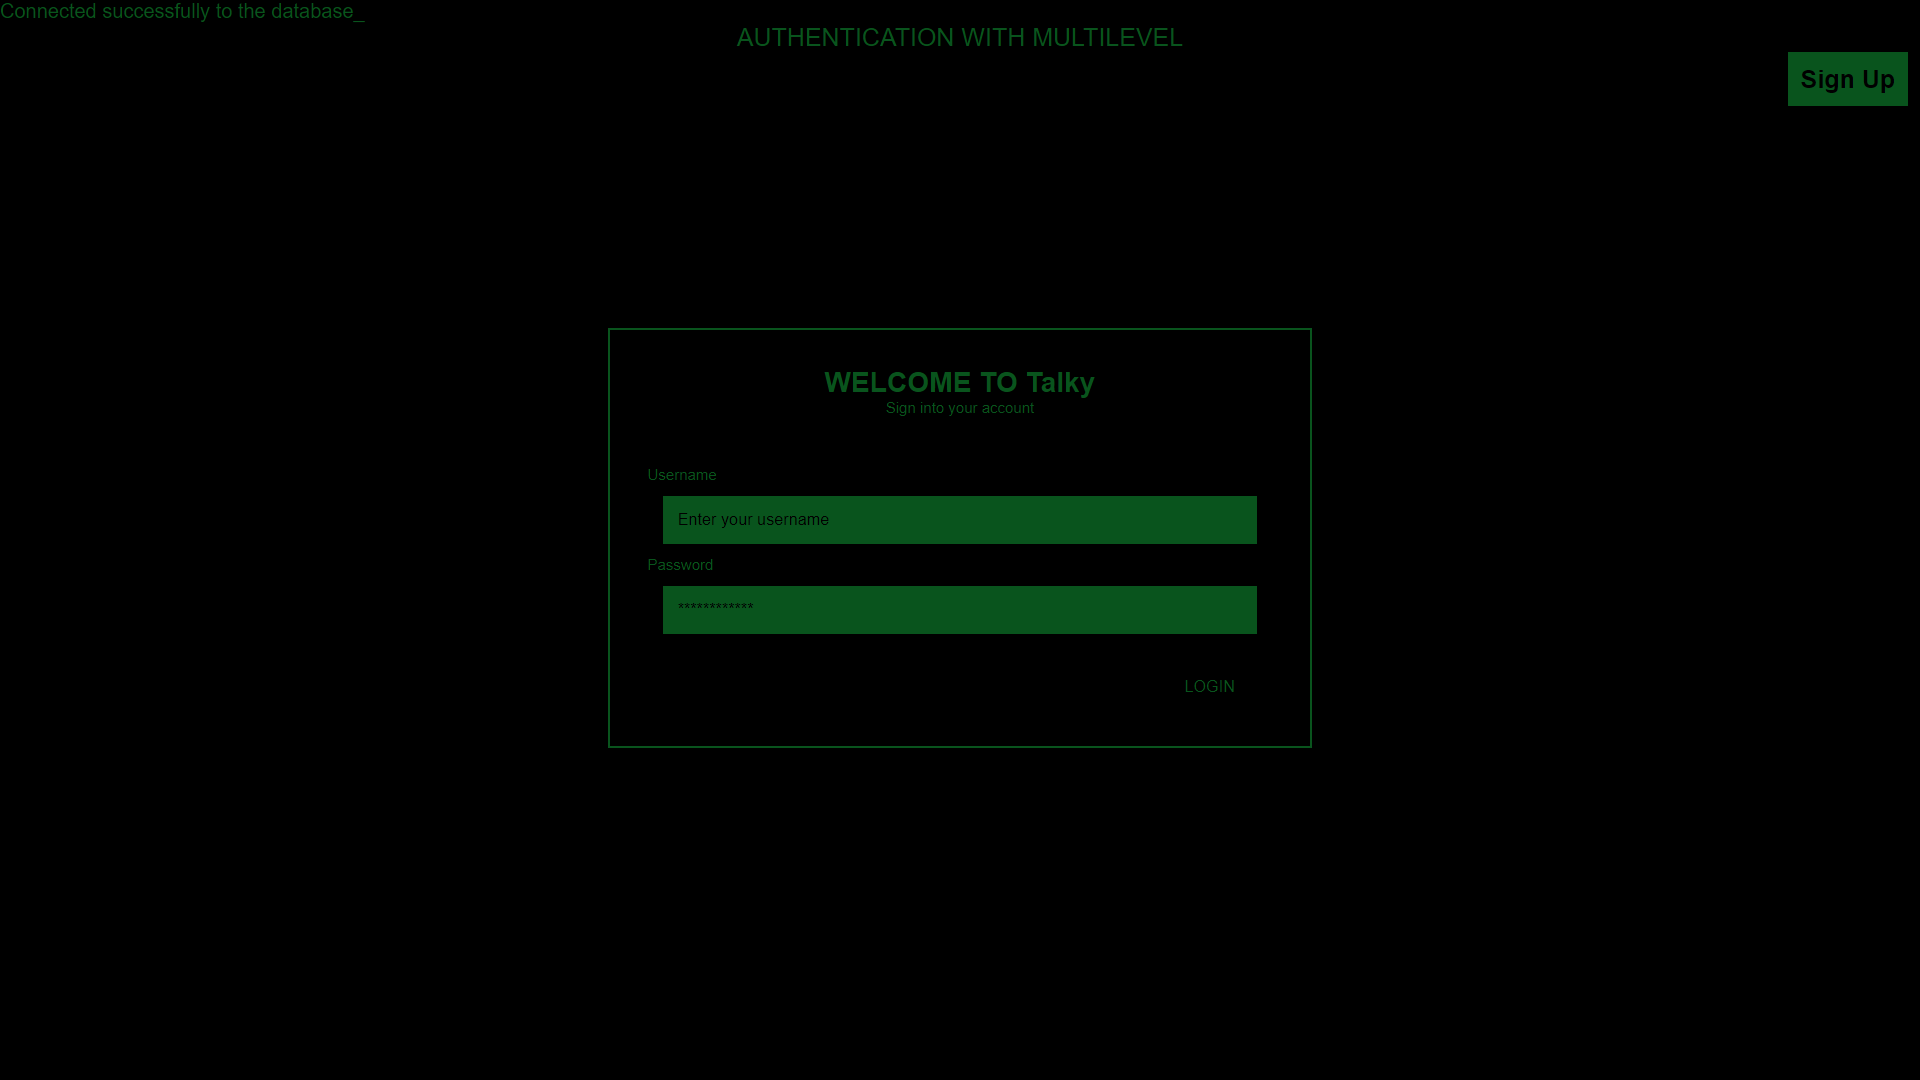 Connected successfully to the database_
AUTHENTICATION WITH MULTILEVEL
Sign Up
WELCOME TO Talky
Sign into your account
Username
Enter your username
Password
************
LOGIN